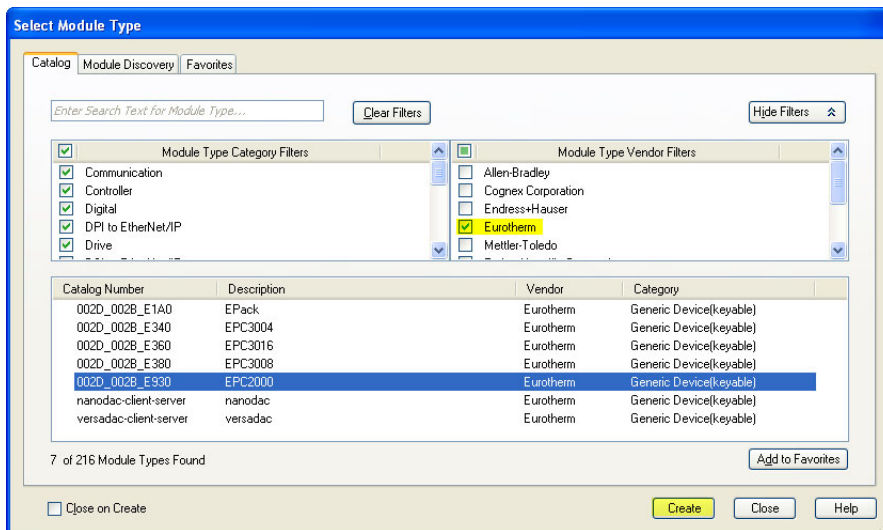 Select Module Type
Catalog Module Discovery Favorites
Enter Search Text for Module Type... Clear Filters Hide Filters
Module Type Category Filters Module Type Vendor Filters
Communication Allen-Bradley
Controller Cognex Corporation
Digital Endress+Hauser
DPI to EtherNet/IP Eurotherm
Drive Mettler-Toledo
Catalog Number Description Vendor Category
002D_002B_E1A0 EPack Eurotherm Generic Device(keyable)
002D_002B_E340 EPC3004 Eurotherm Generic Device(keyable)
002D_002B_E360 EPC3016 Eurotherm Generic Device(keyable)
002D_002B_E380 EPC3008 Eurotherm Generic Device(keyable)
002D_002B_E930 EPC2000 Eurotherm Generic Device(keyable)
nanodac-client-server nanodac Eurotherm Generic Device(keyable)
versadac-client-server versadac Eurotherm Generic Device(keyable)
7 of 216 Module Types Found Add to Favorites
Close on Create Create Close Help